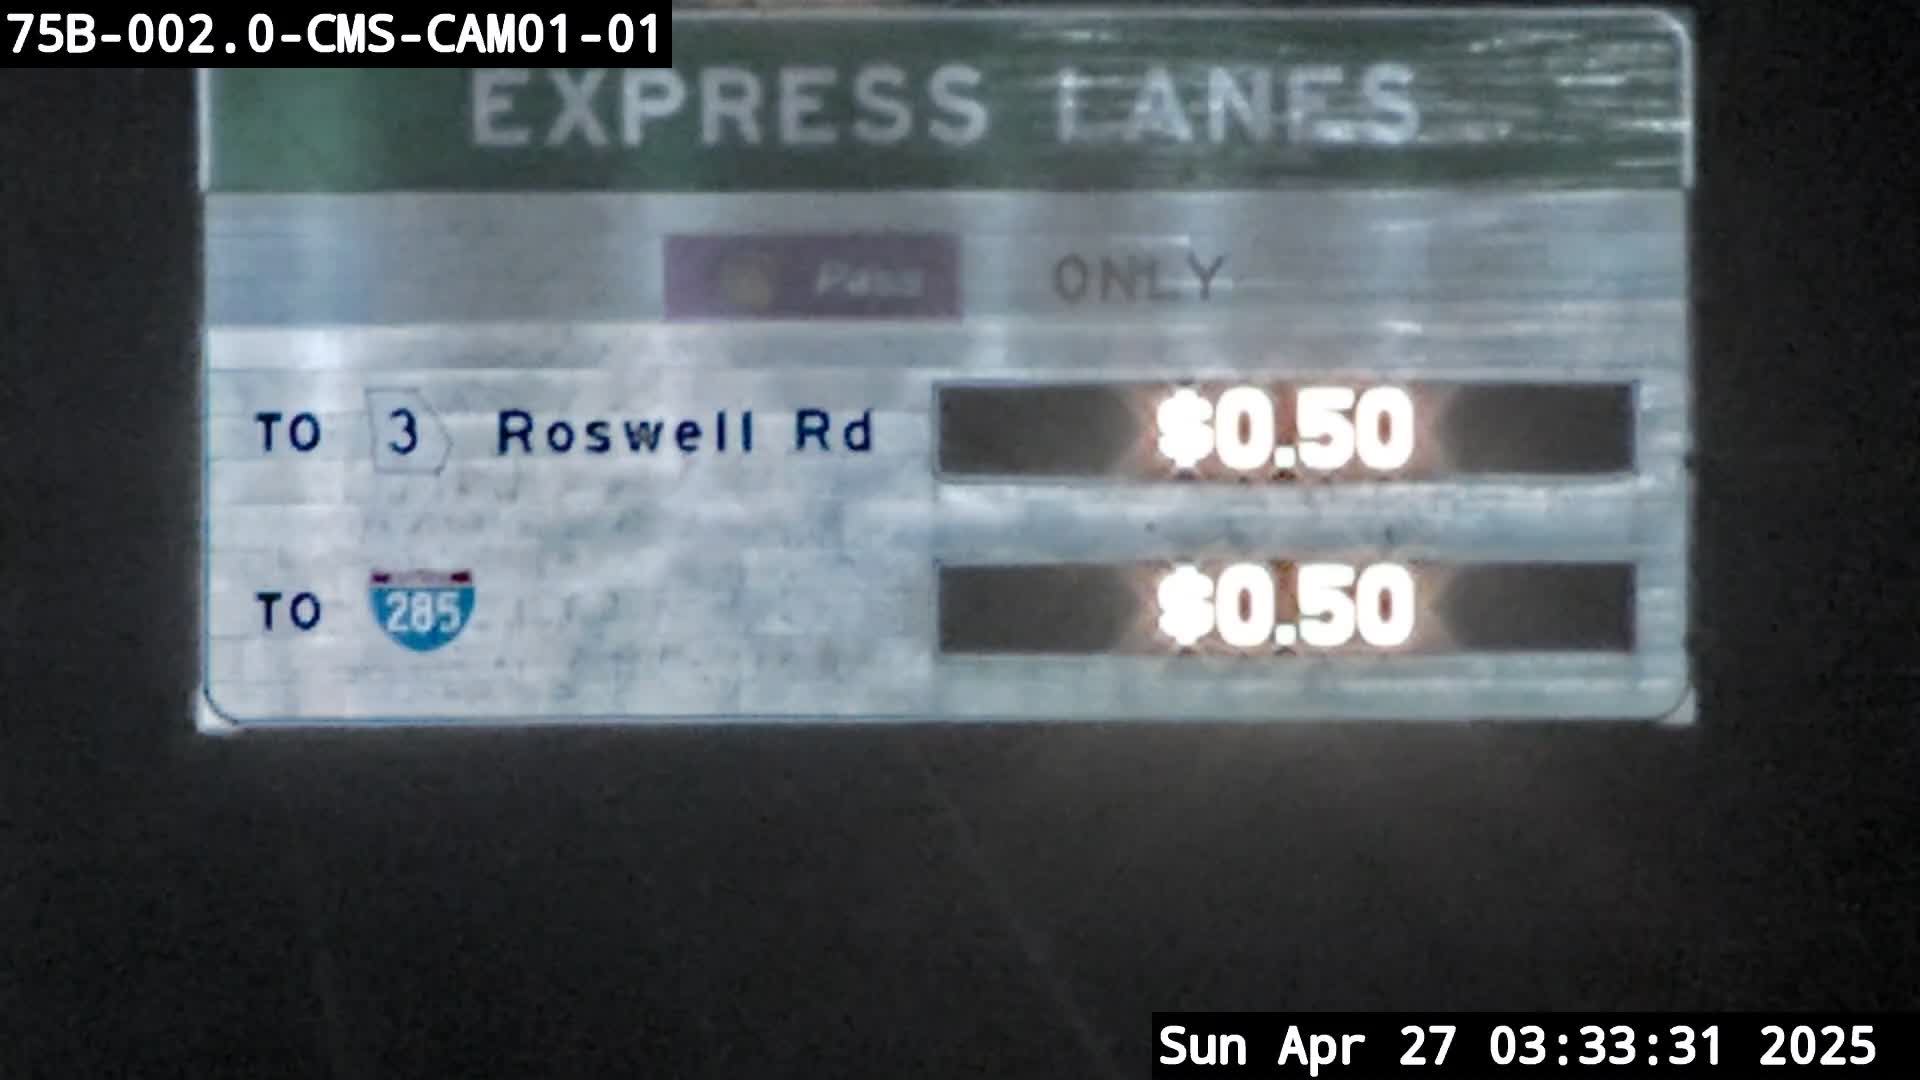 75B-002.0-CMS-CAM01-01
EXPRESS LANES
Pass ONLY
TO 3 Roswell Rd $0.50
TO 285 $0.50
Sun Apr 27 03:33:31 2025